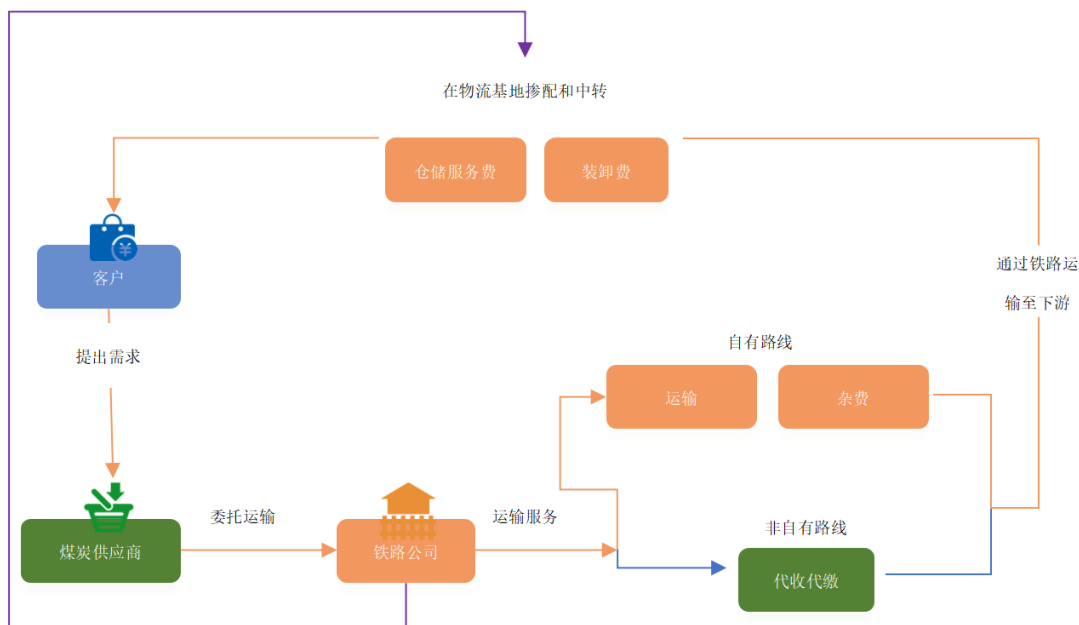 在物流基地掺配和中转
仓储服务费
装卸费
¥
客户
通过铁路运
输至下游
提出需求
自有路线
运输
杂费
委托运输
运输服务
非自有路线
煤炭供应商
铁路公司
代收代缴